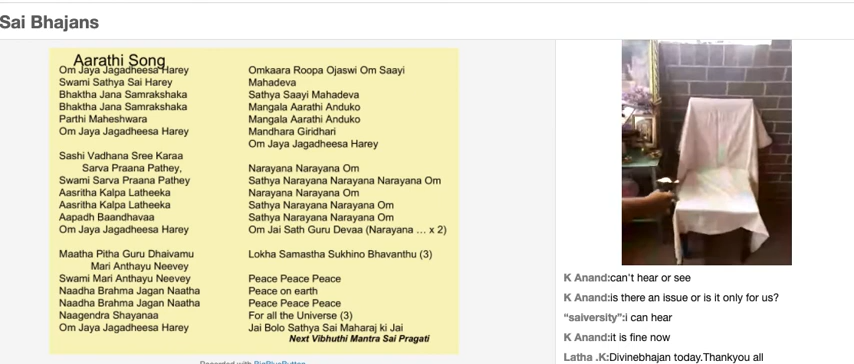 Sai Bhajans
Aarathi Song
Om Jaya Jagadheesa Harey
Swami Sathya Sai Harey
Bhaktha Jana Samrakshaka
Bhaktha Jana Samrakshaka
Parthi Maheshwara
Om Jaya Jagadheesa Harey
Sashi Vadhana Sree Karaa
Sarva Praana Pathey,
Swami Sarva Praana Pathey
Aasritha Kalpa Latheeka
Aasritha Kalpa Latheeka
Aapadh Baandhavaa
Om Jaya Jagadheesa Harey
Maatha Pitha Guru Dhaivamu
Mari Anthayu Neevey
Swami Mari Anthayu Neevey
Naadha Brahma Jagan Naatha
Naadha Brahma Jagan Naatha
Naagendra Shayanaa
Om Jaya Jagadheesa Harey
Omkaara Roopa Ojaswi Om Saayi
Mahadeva
Sathya Saayi Mahadeva
Mangala Aarathi Anduko
Mangala Aarathi Anduko
Mandhara Giridhari
Om Jaya Jagadheesa Harey
Narayana Narayana Om
Sathya Narayana Narayana Narayana Om
Narayana Narayana Om
Sathya Narayana Narayana Om
Sathya Narayana Narayana Om
Om Jai Sath Guru Devaa (Narayana ... x 2)
Lokha Samastha Sukhino Bhavanthu (3)
Peace Peace Peace
Peace on earth
Peace Peace Peace
For all the Universe (3)
Jai Bolo Sathya Sai Maharaj ki Jai
Next Vibhuthi Mantra Sai Pragati
Recorded with BigBlueButton
K Anand:can't hear or see
K Anand:is there an issue or is it only for us?
“saiversity”:i can hear
K Anand:it is fine now
Latha .K:Divinebhajan today.Thankyou all